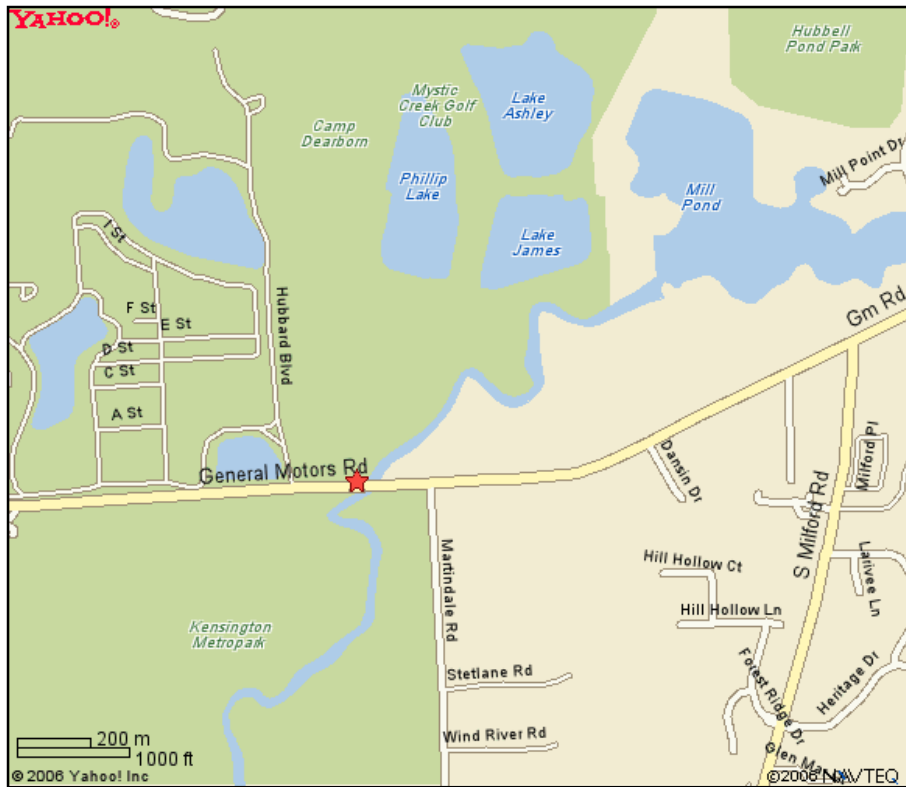 YAHOO!®
Hubbell
Pond Park
Mystic
Creek Golf
Club
Lake
Ashley
Camp
Dearborn
Mill Point Dr
Phillip
Lake
Mill
Pond
I St
Lake
James
Hubbard Blvd
F St
E St
Gm Rd
D St
C St
A St
General Motors Rd
Dansin Dr
Milford Pl
S Milford Rd
Martindale Rd
Hill Hollow Ct
Larivee Ln
Hill Hollow Ln
Kensington
Metropark
Stetlane Rd
Forest Ridge Dr
Heritage Dr
Wind River Rd
200 m
1000 ft
© 2006 Yahoo! Inc
©2006 NAVTEQ